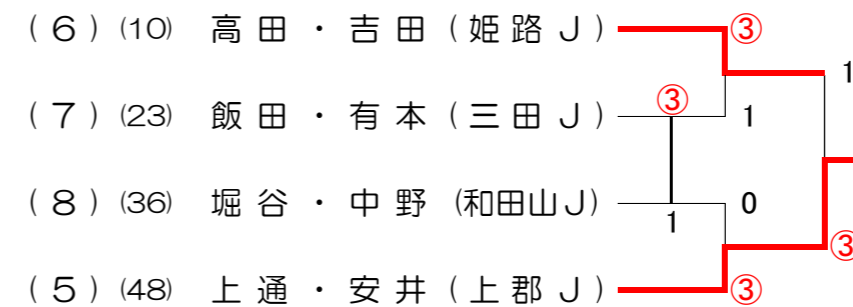 (６) (10) 高田・吉田(姫路Ｊ) ③
1
(７) (23) 飯田・有本(三田Ｊ) ③ 1
(８) (36) 堀谷・中野 (和田山Ｊ) 1 0
③
(５) (48) 上通・安井(上郡Ｊ) ③